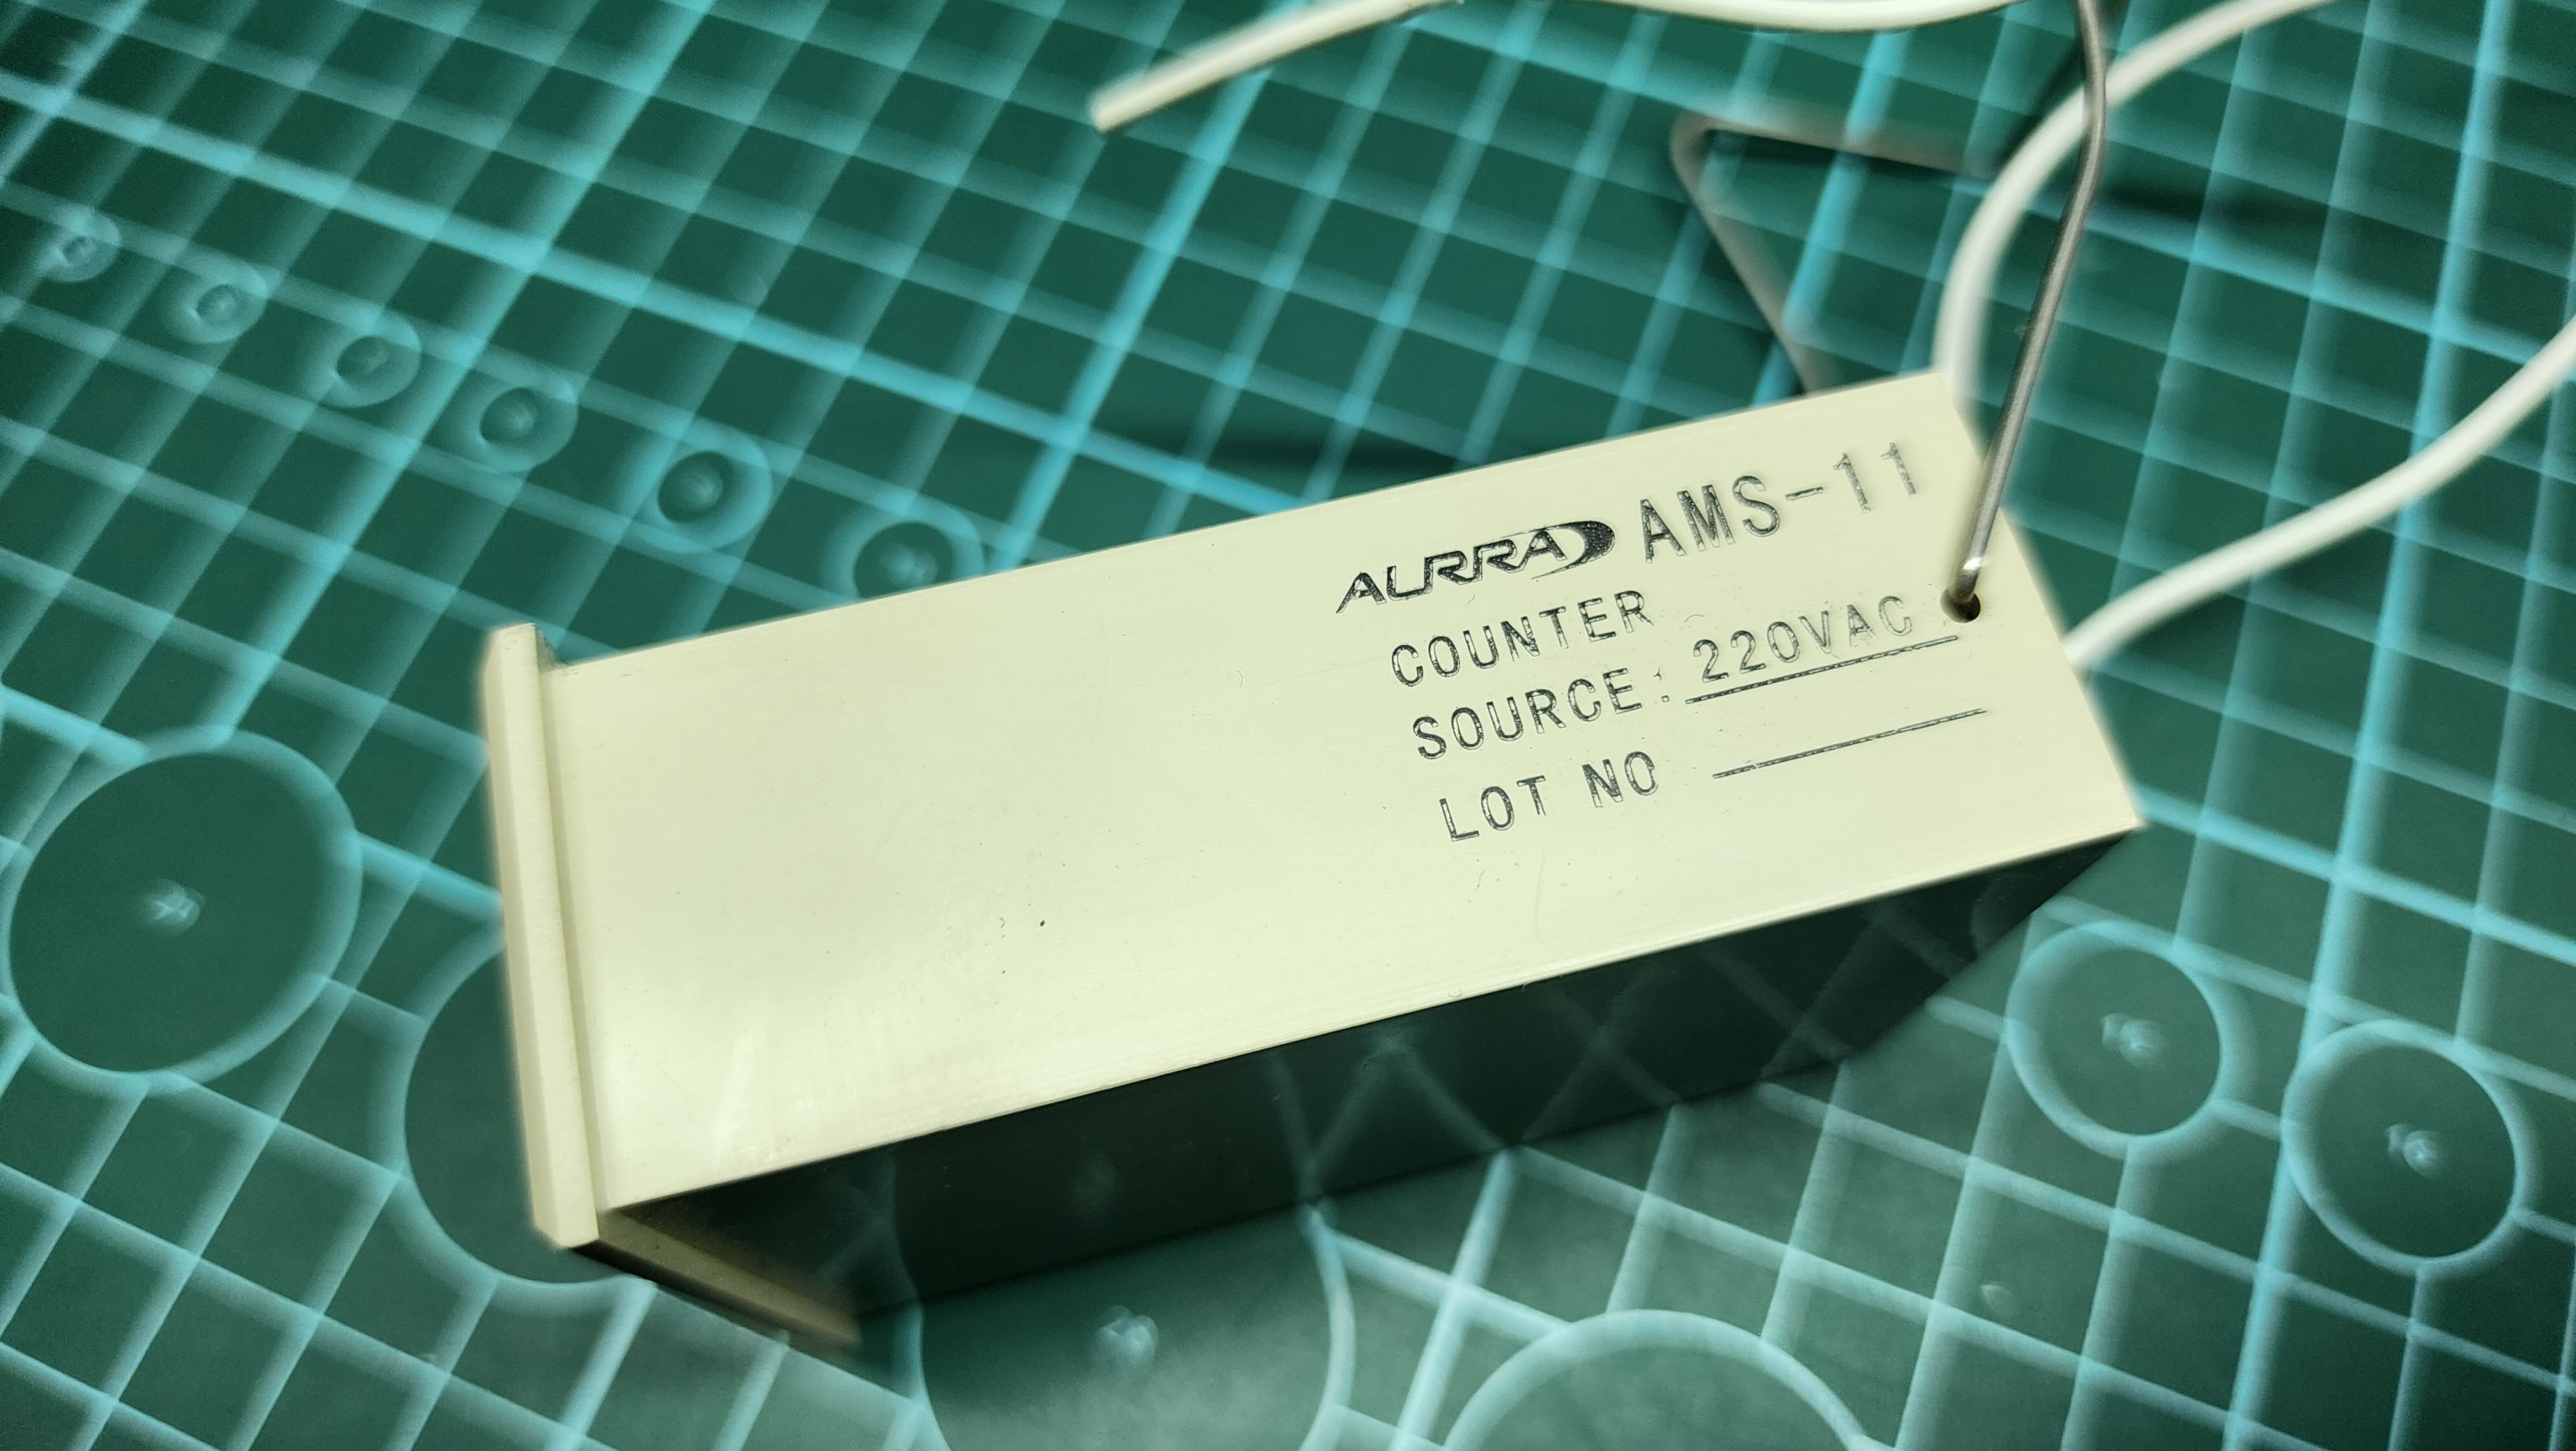 AURRA AMS-11
COUNTER
SOURCE: 220VAC
LOT NO